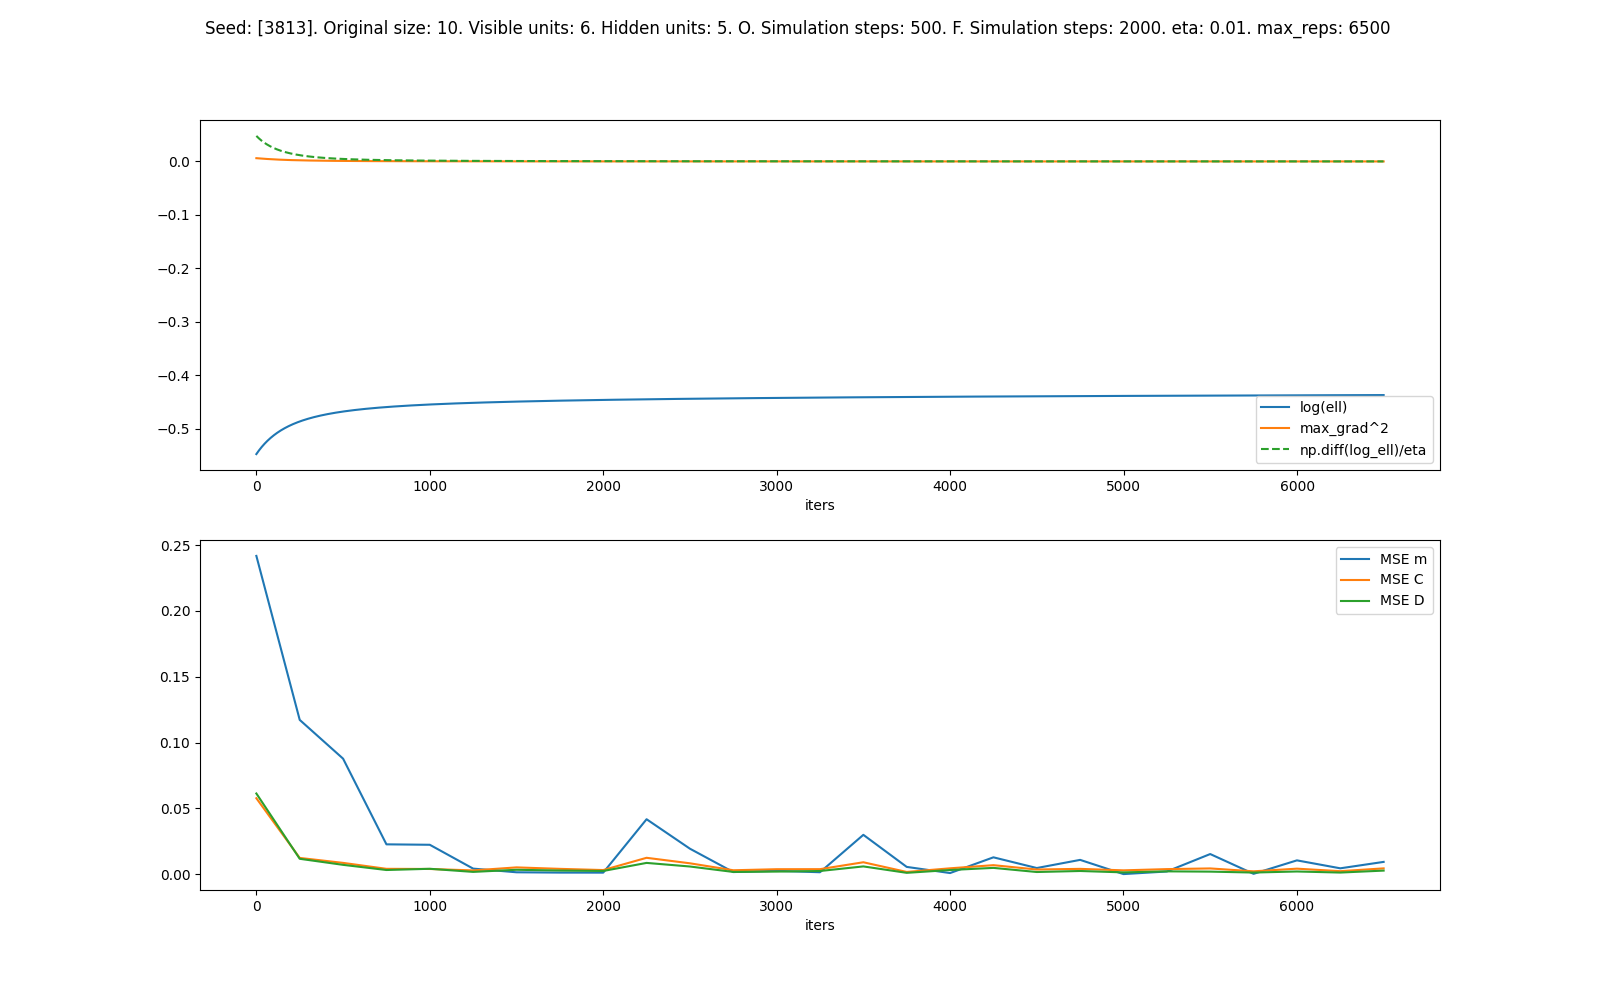 Seed: [3813]. Original size: 10. Visible units: 6. Hidden units: 5. O. Simulation steps: 500. F. Simulation steps: 2000. eta: 0.01. max_reps: 6500
0.0
−0.1
−0.2
−0.3
−0.4
−0.5
log(ell)
max_grad^2
np.diff(log_ell)/eta
0 1000 2000 3000 4000 5000 6000
iters
0.25
0.20
0.15
0.10
0.05
0.00
MSE m
MSE C
MSE D
0 1000 2000 3000 4000 5000 6000
iters